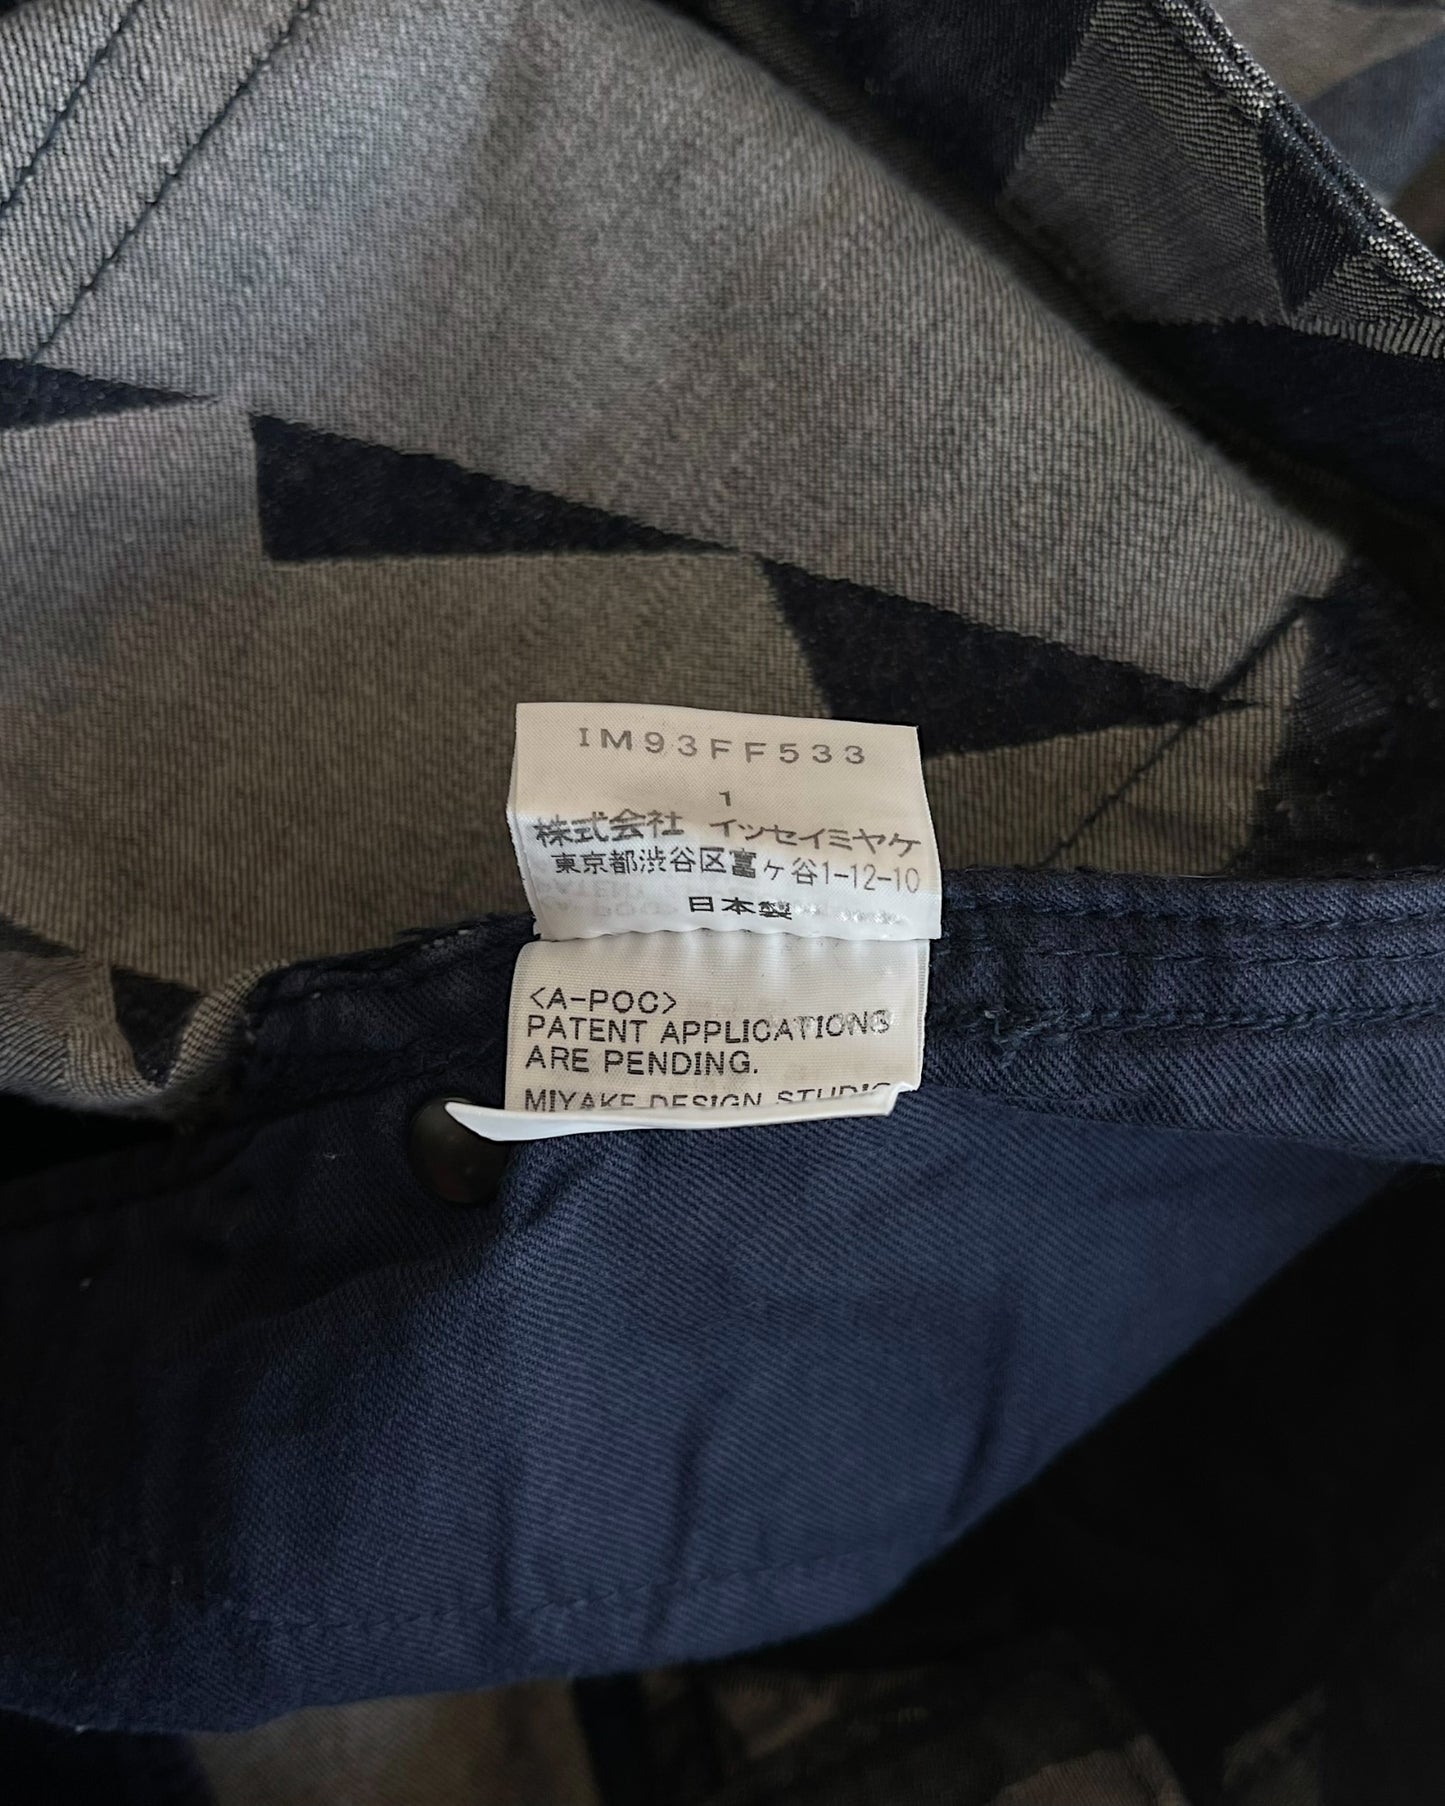 IM93FF533
1
株式会社 イッセイミヤケ
東京都渋谷区富ヶ谷1-12-10
日本製
<A-POC>
PATENT APPLICATIONS
ARE PENDING.
MIYAKE DESIGN STUDIO